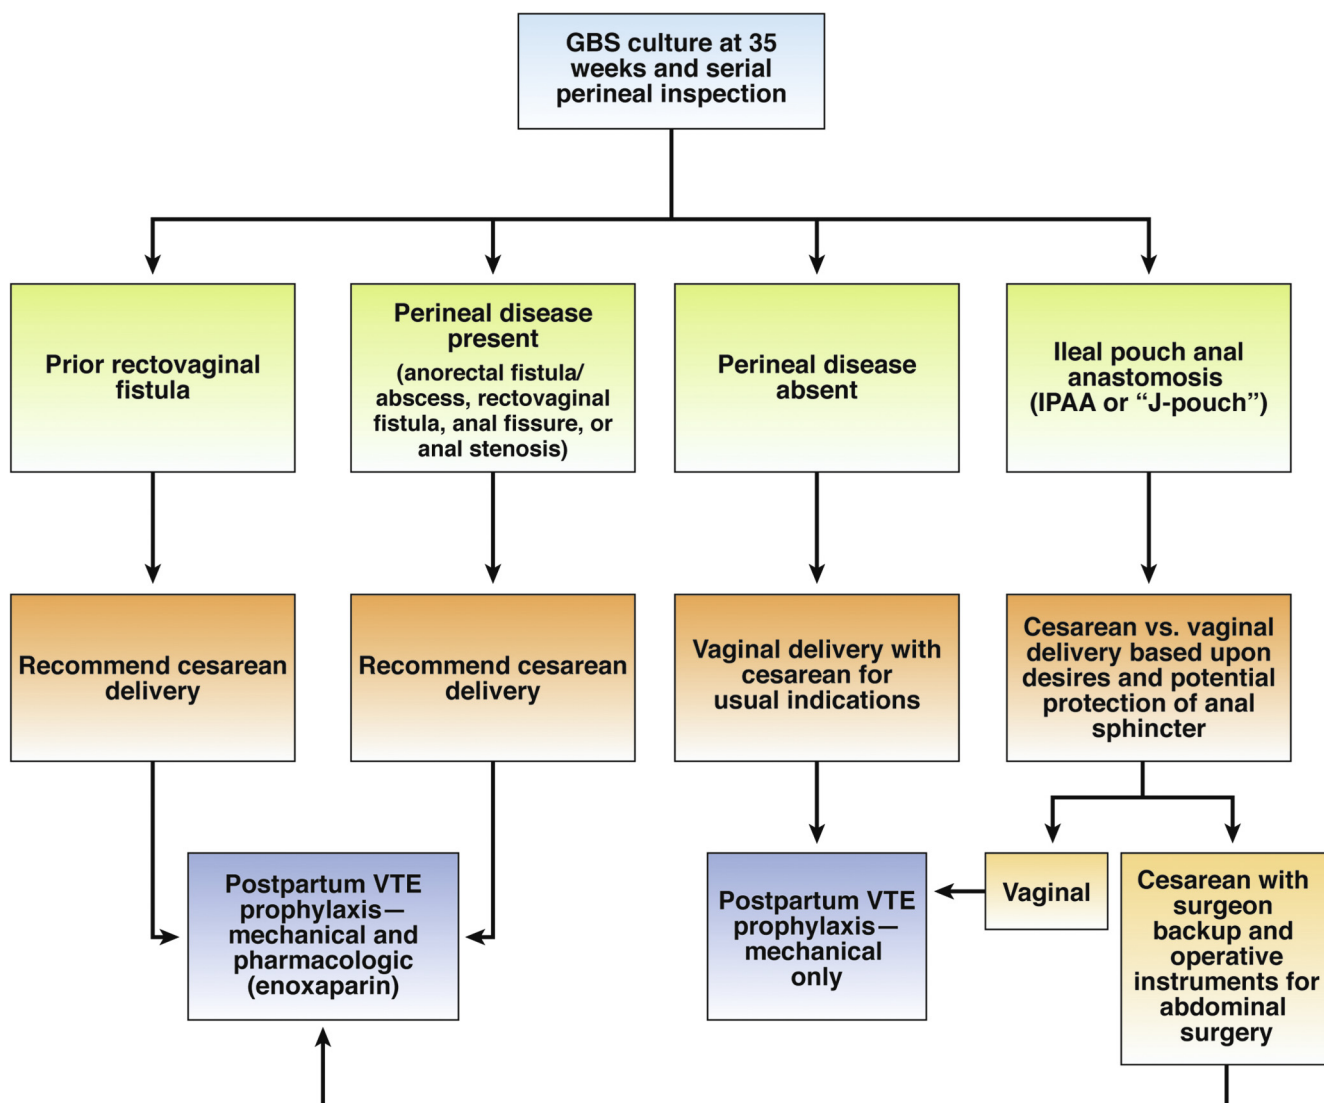 GBS culture at 35
weeks and serial
perineal inspection
Prior rectovaginal
fistula
Perineal disease
present
(anorectal fistula/
abscess, rectovaginal
fistula, anal fissure, or
anal stenosis)
Perineal disease
absent
Ileal pouch anal
anastomosis
(IPAA or “J-pouch”)
Recommend cesarean
delivery
Recommend cesarean
delivery
Vaginal delivery with
cesarean for
usual indications
Cesarean vs. vaginal
delivery based upon
desires and potential
protection of anal
sphincter
Postpartum VTE
prophylaxis—
mechanical and
pharmacologic
(enoxaparin)
Postpartum VTE
prophylaxis—
mechanical
only
Vaginal
Cesarean with
surgeon
backup and
operative
instruments for
abdominal
surgery